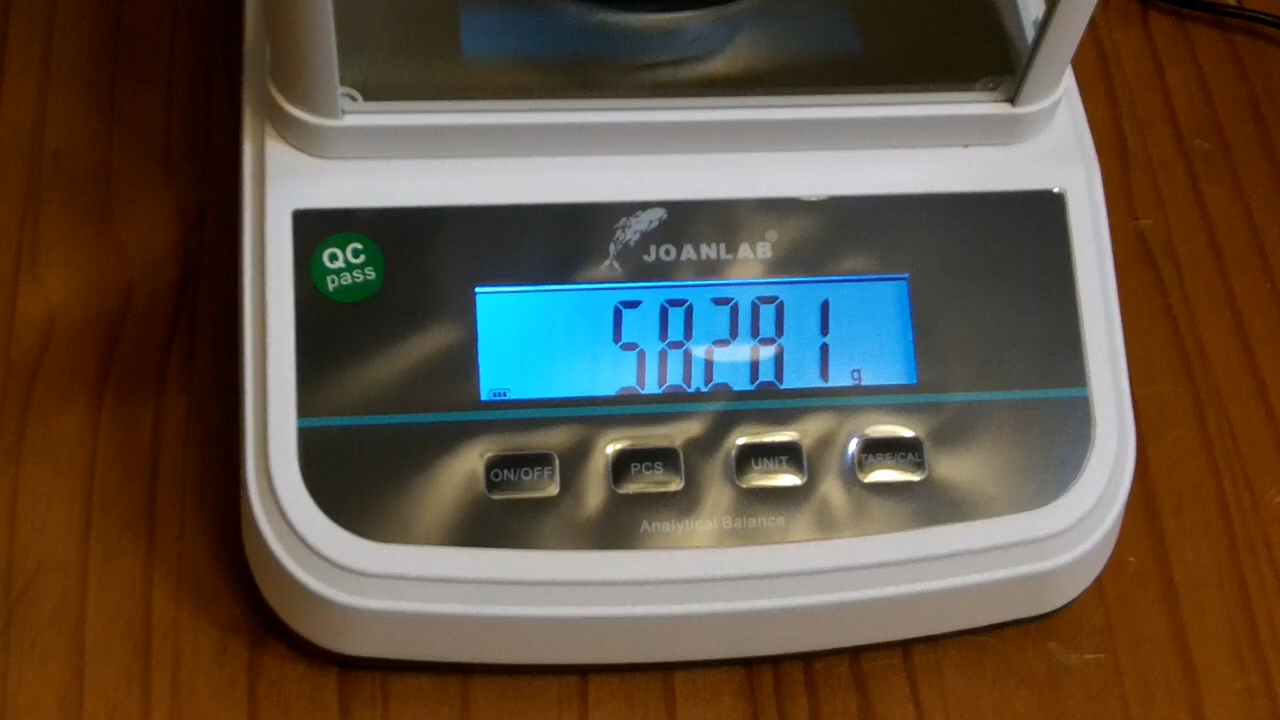 QC
pass
JOANLAB®
58.281 g
ON/OFF PCS UNIT TARE/CAL
Analytical Balance